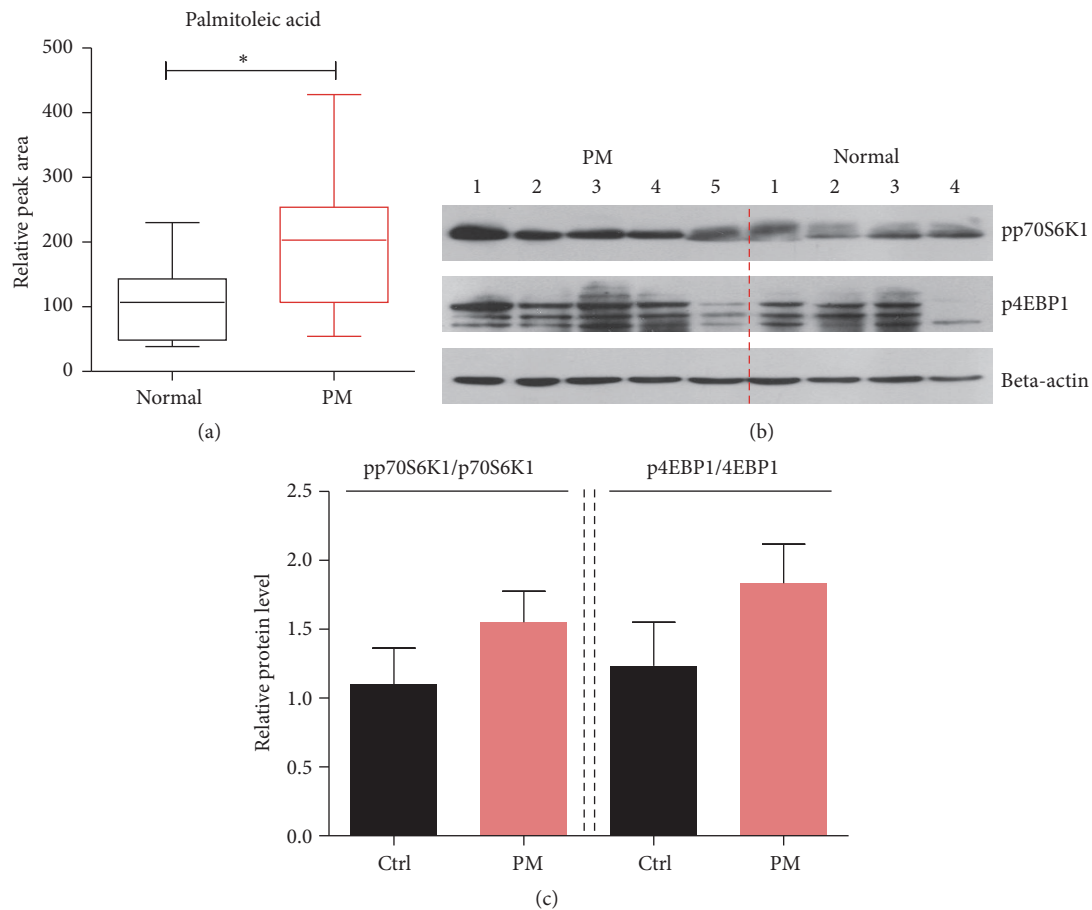 (a)
Palmitoleic acid
500
400
300
200
100
0
Relative peak area
*
Normal
PM
(b)
PM
Normal
1 2 3 4 5 1 2 3 4
pp70S6K1
p4EBP1
Beta-actin
(c)
pp70S6K1/p70S6K1
p4EBP1/4EBP1
2.5
2.0
1.5
1.0
0.5
0.0
Relative protein level
Ctrl
PM
Ctrl
PM